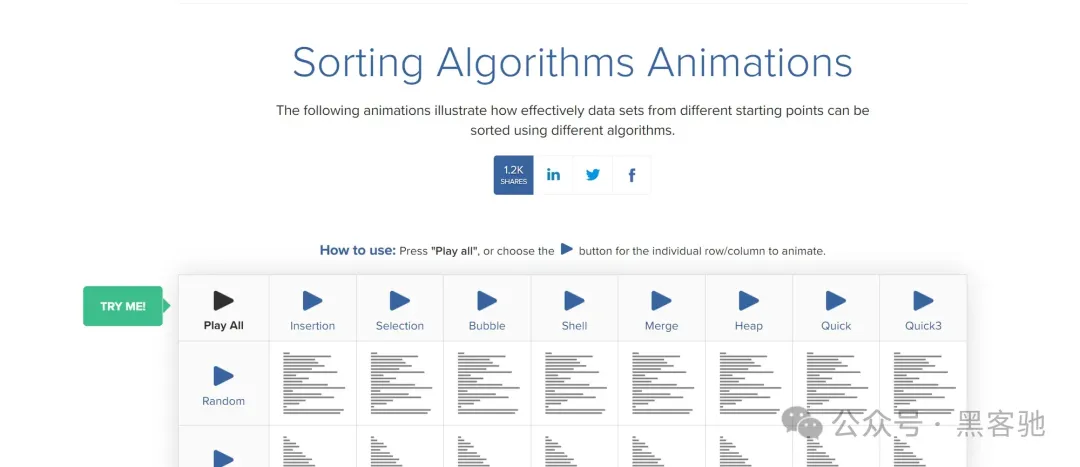 Sorting Algorithms Animations
The following animations illustrate how effectively data sets from different starting points can be
sorted using different algorithms.
1.2K
SHARES
in
f
How to use: Press "Play all", or choose the button for the individual row/column to animate.
TRY ME!
Play All Insertion Selection Bubble Shell Merge Heap Quick Quick3
Random
公众号 · 黑客驰